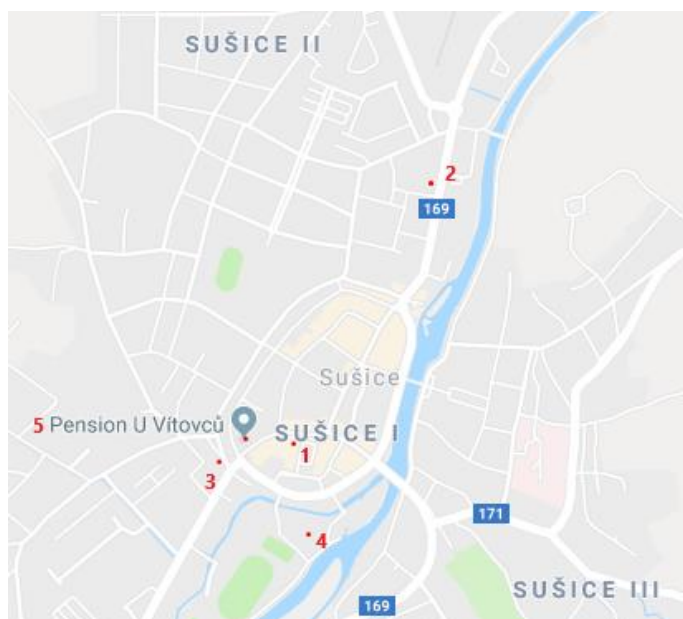 SUŠICE II
2
169
Sušice
5 Pension U Vítovců
SUŠICE I
1
3
171
4
SUŠICE III
169